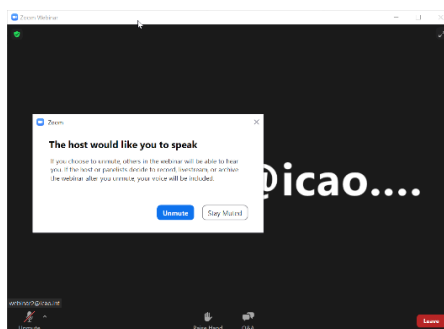 Zoom Webinar
Zoom
The host would like you to speak
If you choose to unmute, others in the webinar will be able to hear
you. If the host or panelists decide to record, livestream, or archive
the webinar after you unmute, your voice will be included.
Unmute Stay Muted
@icao....
webinar2@icao.int
Unmute Raise Hand Q&A Leave